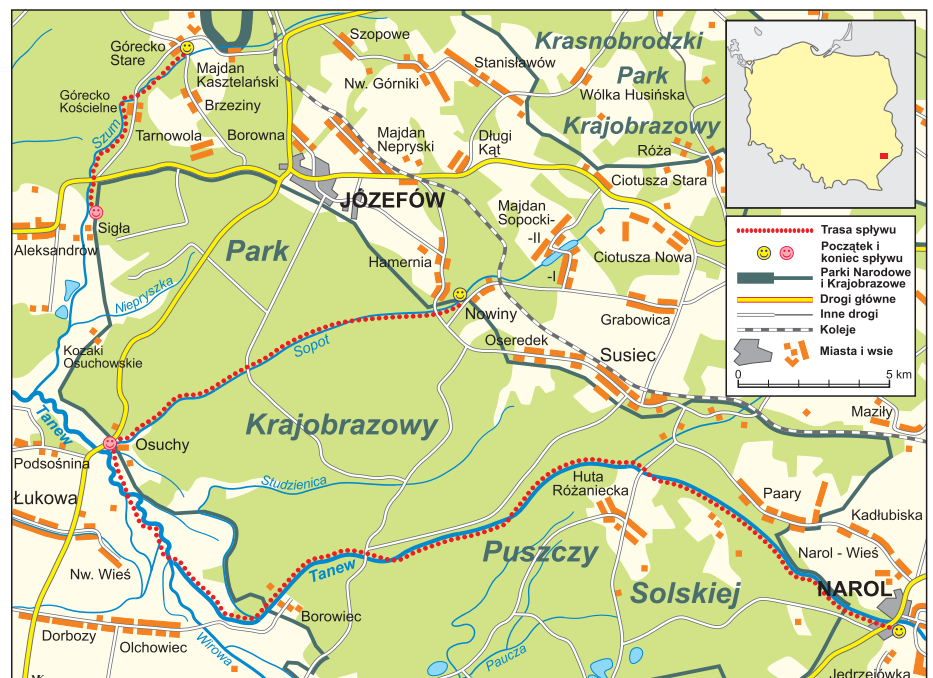 Szopowe
Krasnobrodzki
Park
Krajobrazowy
Górecko
Stare
Majdan
Kasztelański
Stanisławów
Nw. Górniki
Wólka Husińska
Górecko
Kościelne
Brzeziny
Szum
Tarnowola
Borowna
Majdan
Nepryski
Długi
Kąt
Róża
Ciotusza Stara
JÓZEFÓW
Majdan
Sopocki-
-II
-I
Sigła
Aleksandrów
Park
Hamernia
Ciotusza Nowa
Niepryszka
Nowiny
Grabowica
Sopot
Oseredek
Susiec
Kozaki
Osuchowskie
Tanew
Krajobrazowy
Osuchy
Podsośnina
Łukowa
Studzienica
Huta
Różaniecka
Maziły
Paary
Kadłubiska
Narol - Wieś
NAROL
Puszczy
Solskiej
Nw. Wieś
Tanew
Borowiec
Dorbozy
Olchowiec
Wirowa
Paucza
Jędrzejówka
Trasa spływu
Początek i
koniec spływu
Parki Narodowe
i Krajobrazowe
Drogi główne
Inne drogi
Koleje
Miasta i wsie
0
5 km